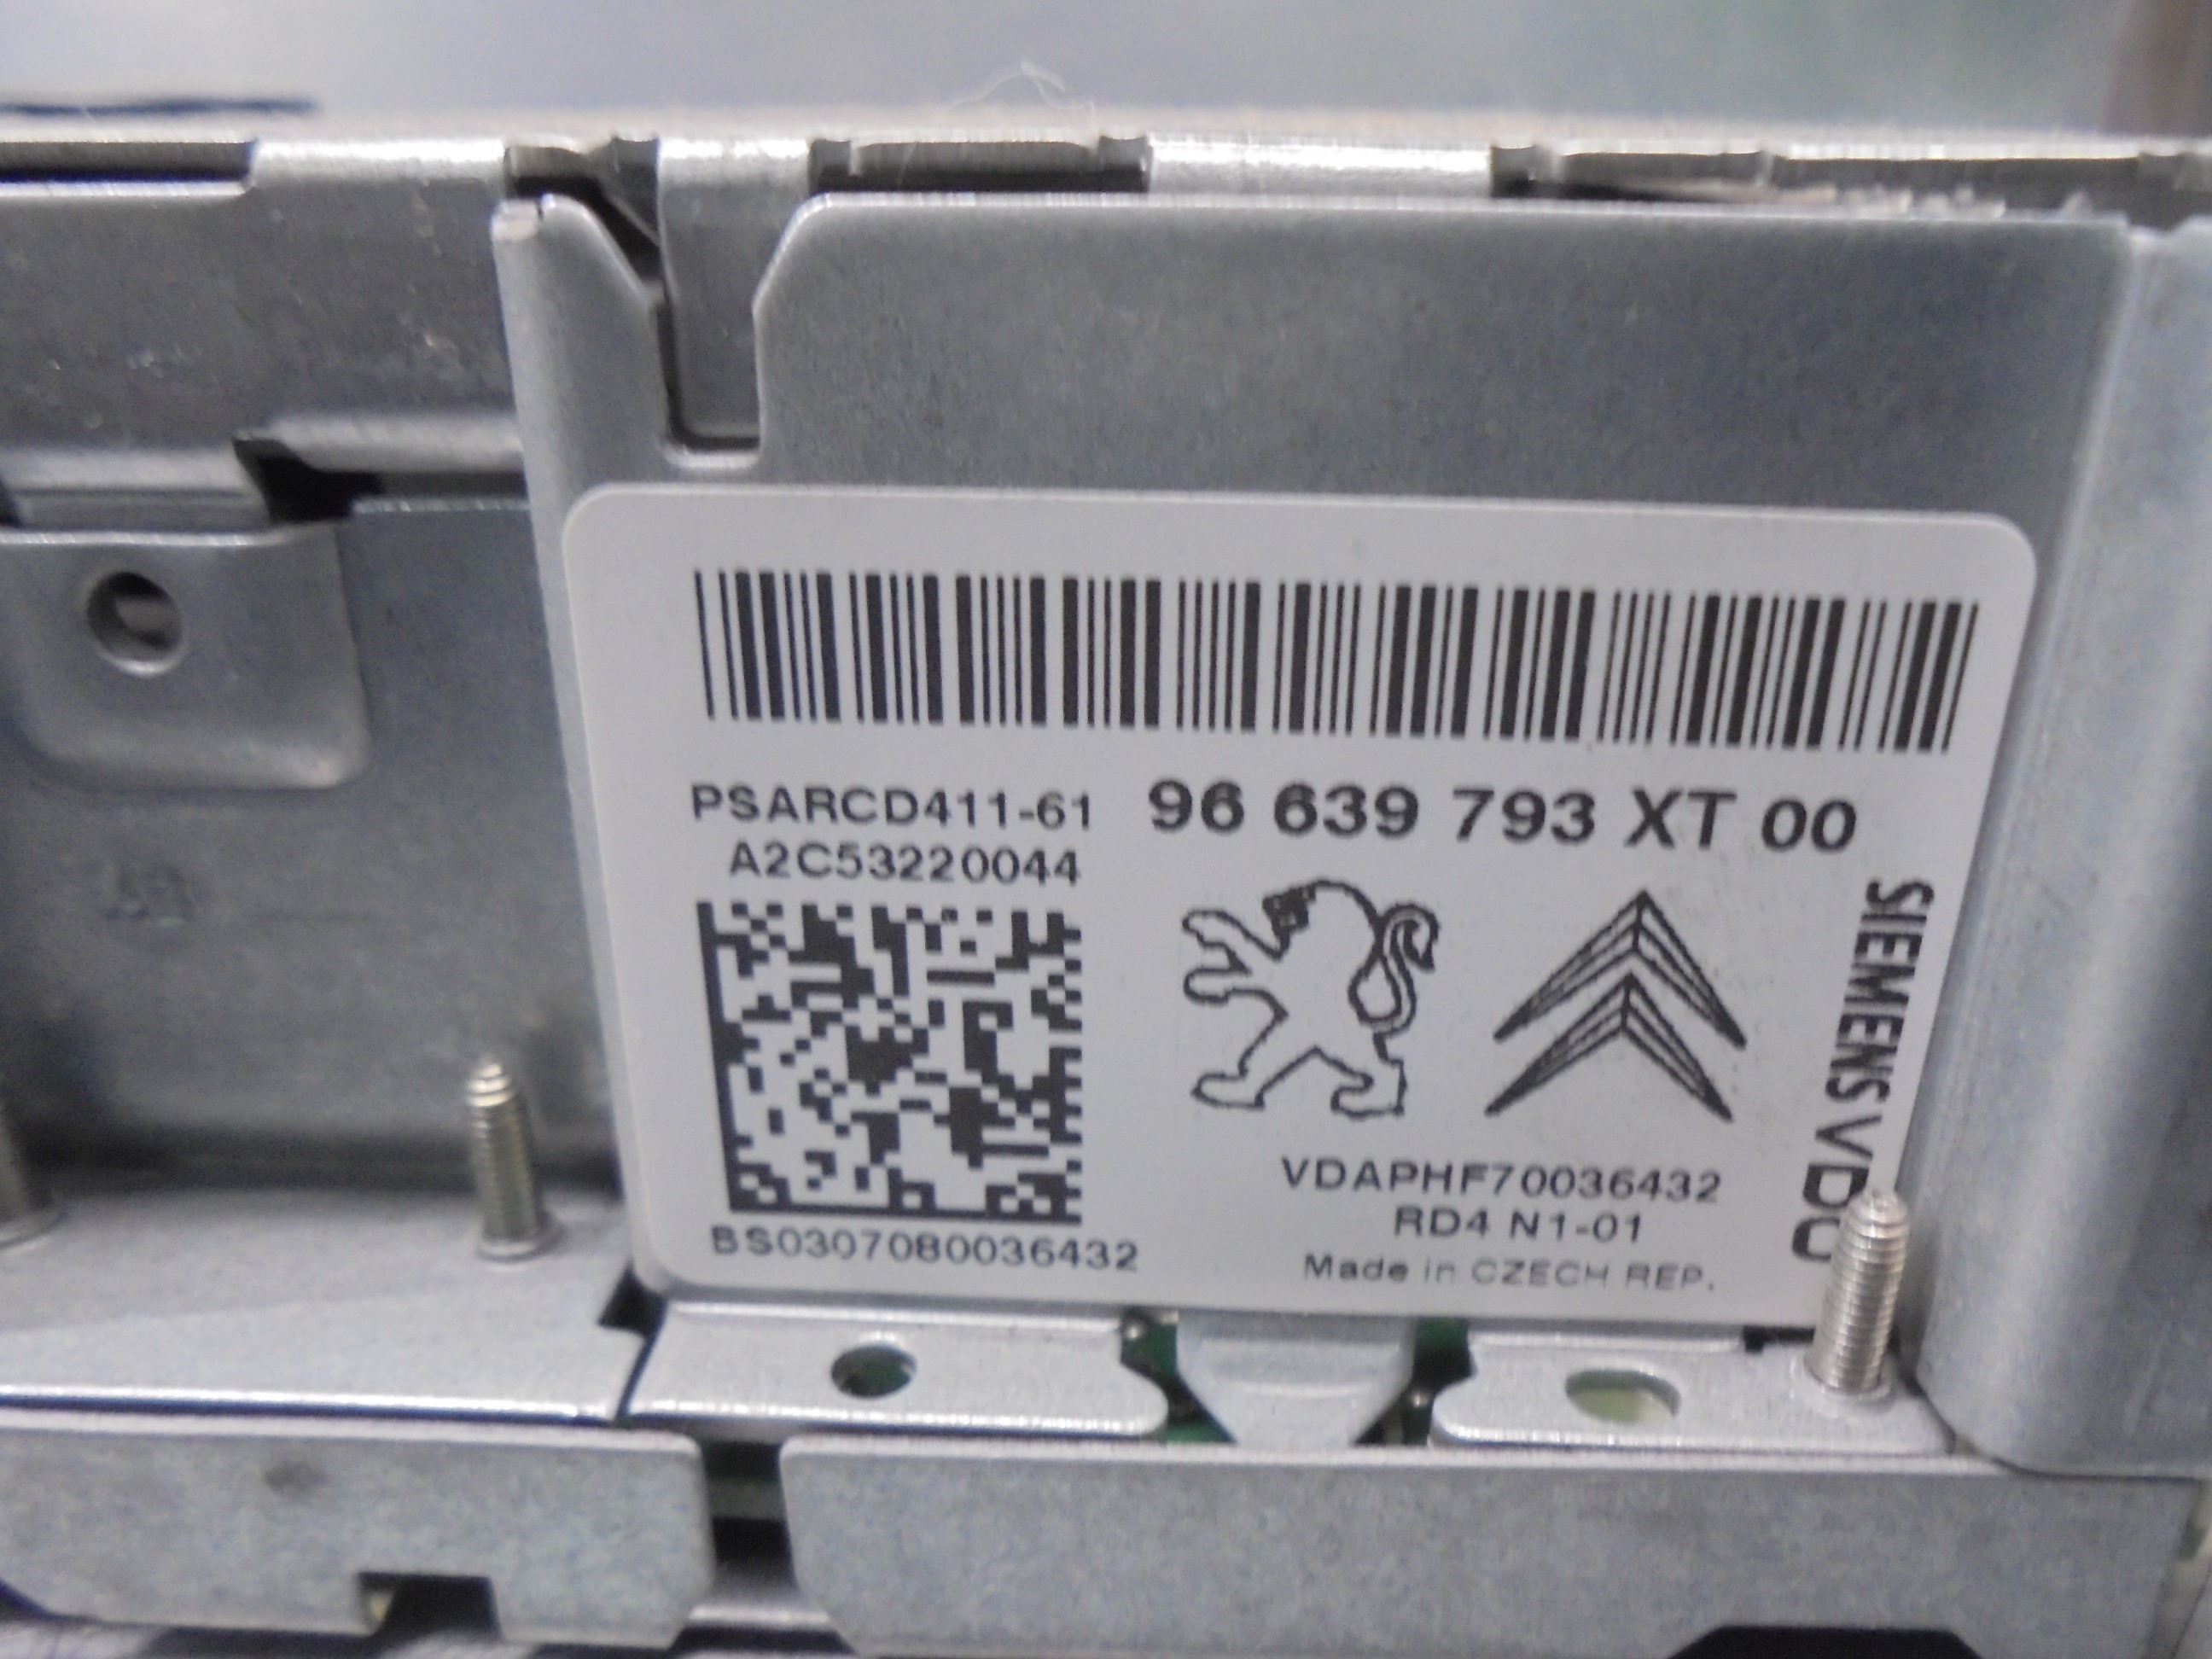 PSARCD411-61
96 639 793 XT 00
A2C53220044
SIEMENS VDO
VDAPHF70036432
RD4 N1-01
BS0307080036432
Made in CZECH REP.